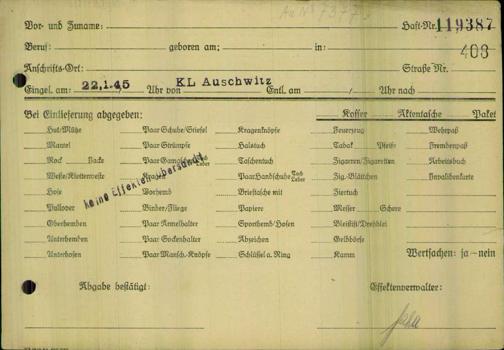 Vor- und Zuname: Haft-Nr. 119387
Beruf: geboren am: in: 408
Anschrifts-Ort: Straße Nr.
Eingel. am 22.1.45 Uhr von KL Auschwitz Entl. am Uhr nach
Bei Einlieferung abgegeben: Koffer Aktentasche Paket
Hut/Mütze Paar Schuhe/Stiefel Kragenknöpfe Feuerzeug Wehrpaß
Mantel Paar Strümpfe Halstuch Tabak Pfeife Fremdenpaß
Rock Jacke Paar Taschentuch Zigarren/Zigaretten Arbeitsbuch
Weste/Kletterweste Kragen Paar Handschuhe Tuch Leder Zig.-Blättchen Invalidenkarte
Hose Vorhemd Brieftasche mit Ziertuch
Pullover Binder/Fliege Papiere Messer Schere
Oberhemden Paar Ärmelhalter Sporthemd/Hosen Bleistift/Drehblei
Unterhemden Paar Sockenhalter Abzeichen Geldbörse
Unterhosen Paar Mansch.-Knöpfe Schlüssel a. Ring Kamm Wertsachen: ja—nein
keine Effekten überstellt
Abgabe bestätigt: Effektenverwalter: